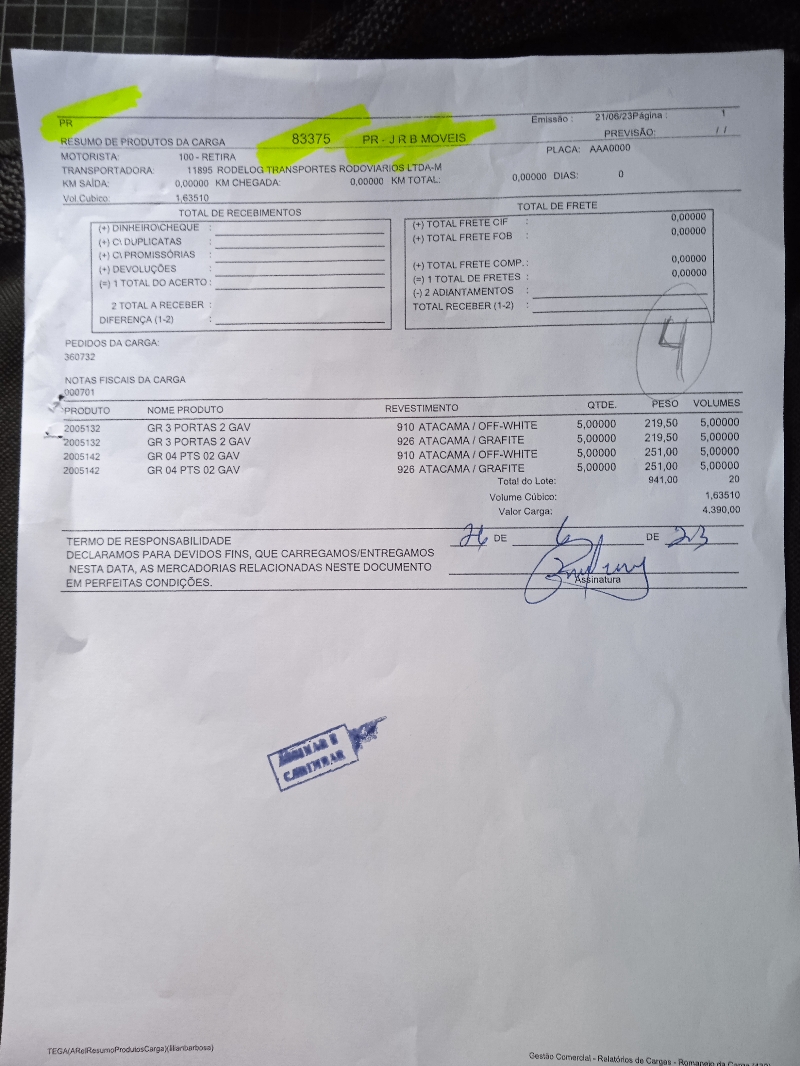 PR
Emissão : 21/06/23Página : 1
RESUMO DE PRODUTOS DA CARGA 83375 PR - J R B MOVEIS PREVISÃO: / /
MOTORISTA: 100 - RETIRA PLACA: AAA0000
TRANSPORTADORA: 11895 RODELOG TRANSPORTES RODOVIARIOS LTDA-M
KM SAÍDA: 0,00000 KM CHEGADA: 0,00000 KM TOTAL: 0,00000 DIAS: 0
Vol.Cubico: 1,63510
TOTAL DE RECEBIMENTOS
(+) DINHEIRO\CHEQUE :
(+) C\ DUPLICATAS :
(+) C\ PROMISSÓRIAS :
(+) DEVOLUÇÕES :
(=) 1 TOTAL DO ACERTO :
2 TOTAL A RECEBER :
DIFERENÇA (1-2) :
TOTAL DE FRETE
(+) TOTAL FRETE CIF : 0,00000
(+) TOTAL FRETE FOB : 0,00000
(+) TOTAL FRETE COMP. : 0,00000
(=) 1 TOTAL DE FRETES : 0,00000
(-) 2 ADIANTAMENTOS :
TOTAL RECEBER (1-2) :
4
PEDIDOS DA CARGA:
360732
NOTAS FISCAIS DA CARGA
000701
PRODUTO NOME PRODUTO REVESTIMENTO QTDE. PESO VOLUMES
2005132 GR 3 PORTAS 2 GAV 910 ATACAMA / OFF-WHITE 5,00000 219,50 5,00000
2005132 GR 3 PORTAS 2 GAV 926 ATACAMA / GRAFITE 5,00000 219,50 5,00000
2005142 GR 04 PTS 02 GAV 910 ATACAMA / OFF-WHITE 5,00000 251,00 5,00000
2005142 GR 04 PTS 02 GAV 926 ATACAMA / GRAFITE 5,00000 251,00 5,00000
Total do Lote: 941,00 20
Volume Cúbico: 1,63510
Valor Carga: 4.390,00
TERMO DE RESPONSABILIDADE 26 DE 6 DE 23
DECLARAMOS PARA DEVIDOS FINS, QUE CARREGAMOS/ENTREGAMOS
NESTA DATA, AS MERCADORIAS RELACIONADAS NESTE DOCUMENTO
EM PERFEITAS CONDIÇÕES.
Assinatura
ASSINAR E
CARIMBAR
TEGA(ARelResumoProdutosCarga)(lilianbarbosa)
Gestão Comercial - Relatórios de Cargas - Romaneio da Carga